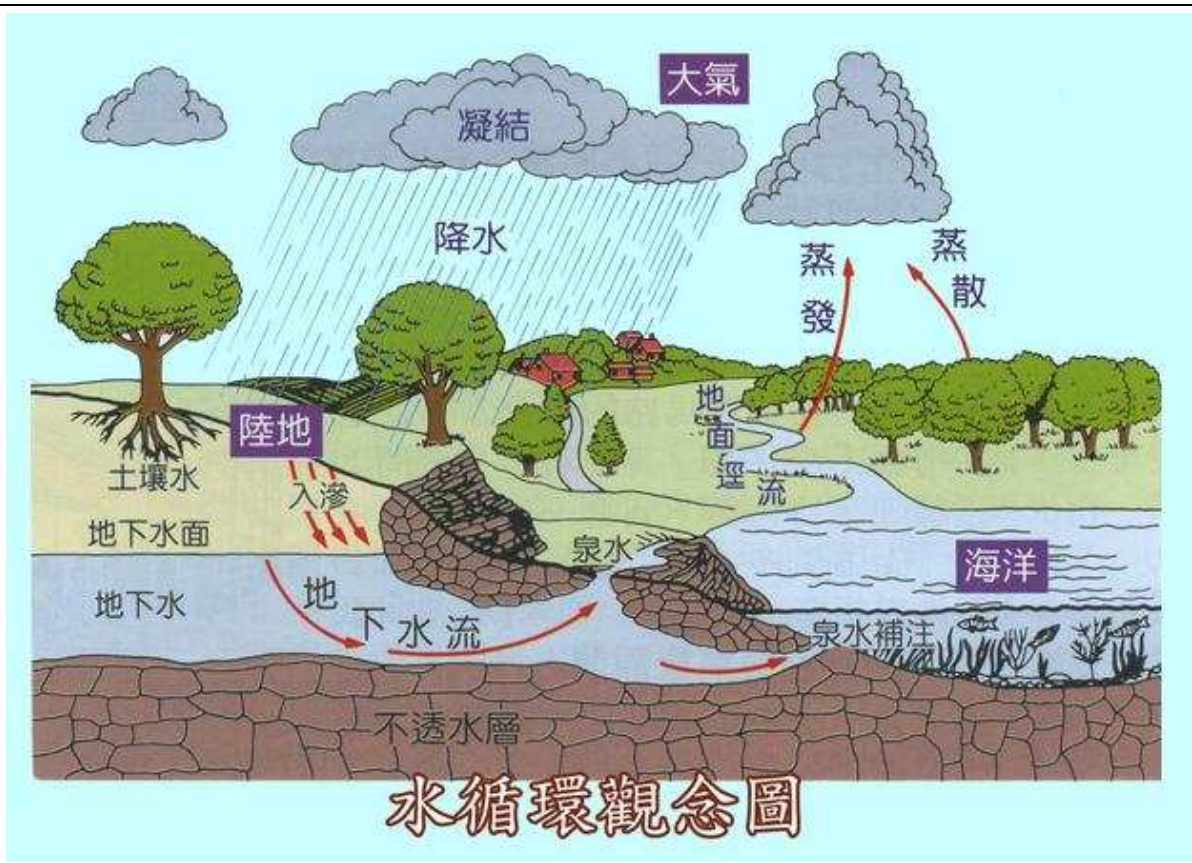 大氣
凝結
降水
蒸發
蒸散
陸地
地面逕流
土壤水
入滲
地下水面
泉水
海洋
地下水
地下水流
泉水補注
不透水層
水循環觀念圖